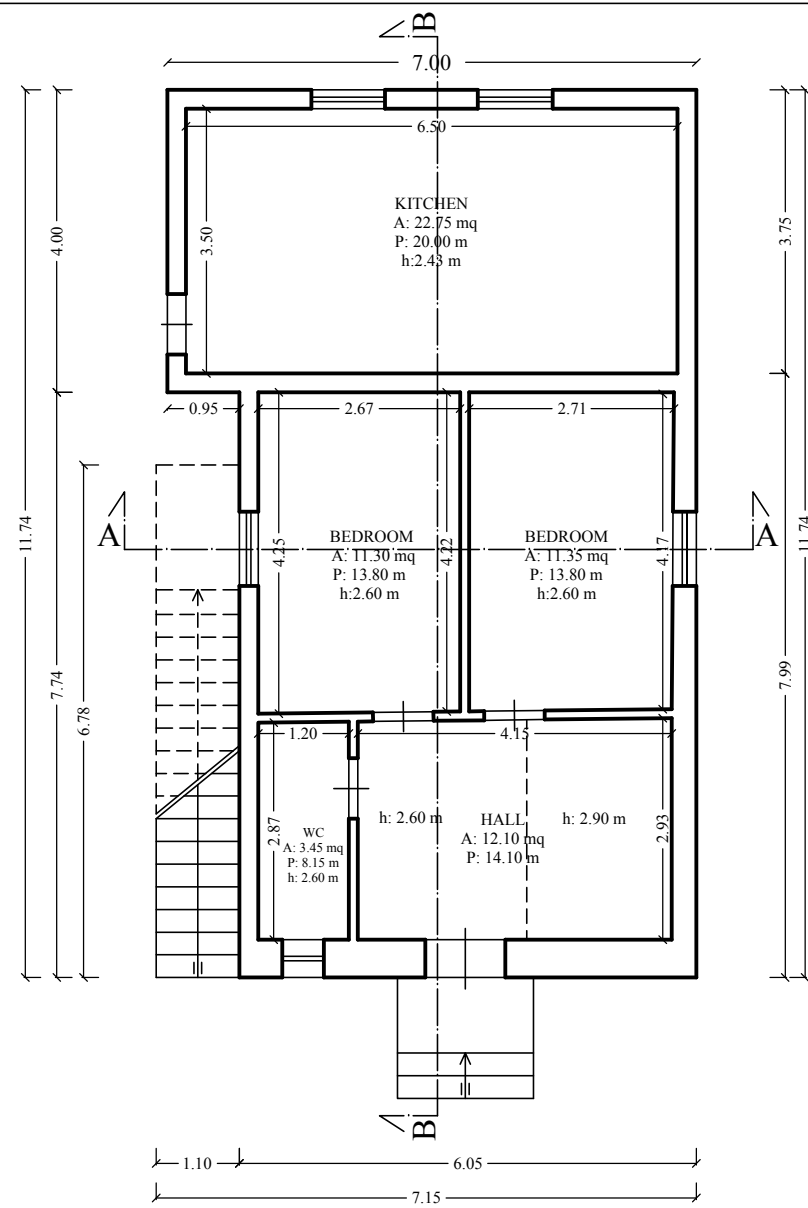 B
7.00
6.50
KITCHEN
A: 22.75 mq
P: 20.00 m
h:2.43 m
3.50
4.00
3.75
0.95
2.67
2.71
11.74
11.74
A
A
BEDROOM
A: 11.30 mq
P: 13.80 m
h:2.60 m
4.25
4.22
BEDROOM
A: 11.35 mq
P: 13.80 m
h:2.60 m
4.17
7.74
6.78
7.99
1.20
4.15
2.87
WC
A: 3.45 mq
P: 8.15 m
h: 2.60 m
h: 2.60 m
HALL
A: 12.10 mq
P: 14.10 m
h: 2.90 m
2.93
B
1.10
6.05
7.15